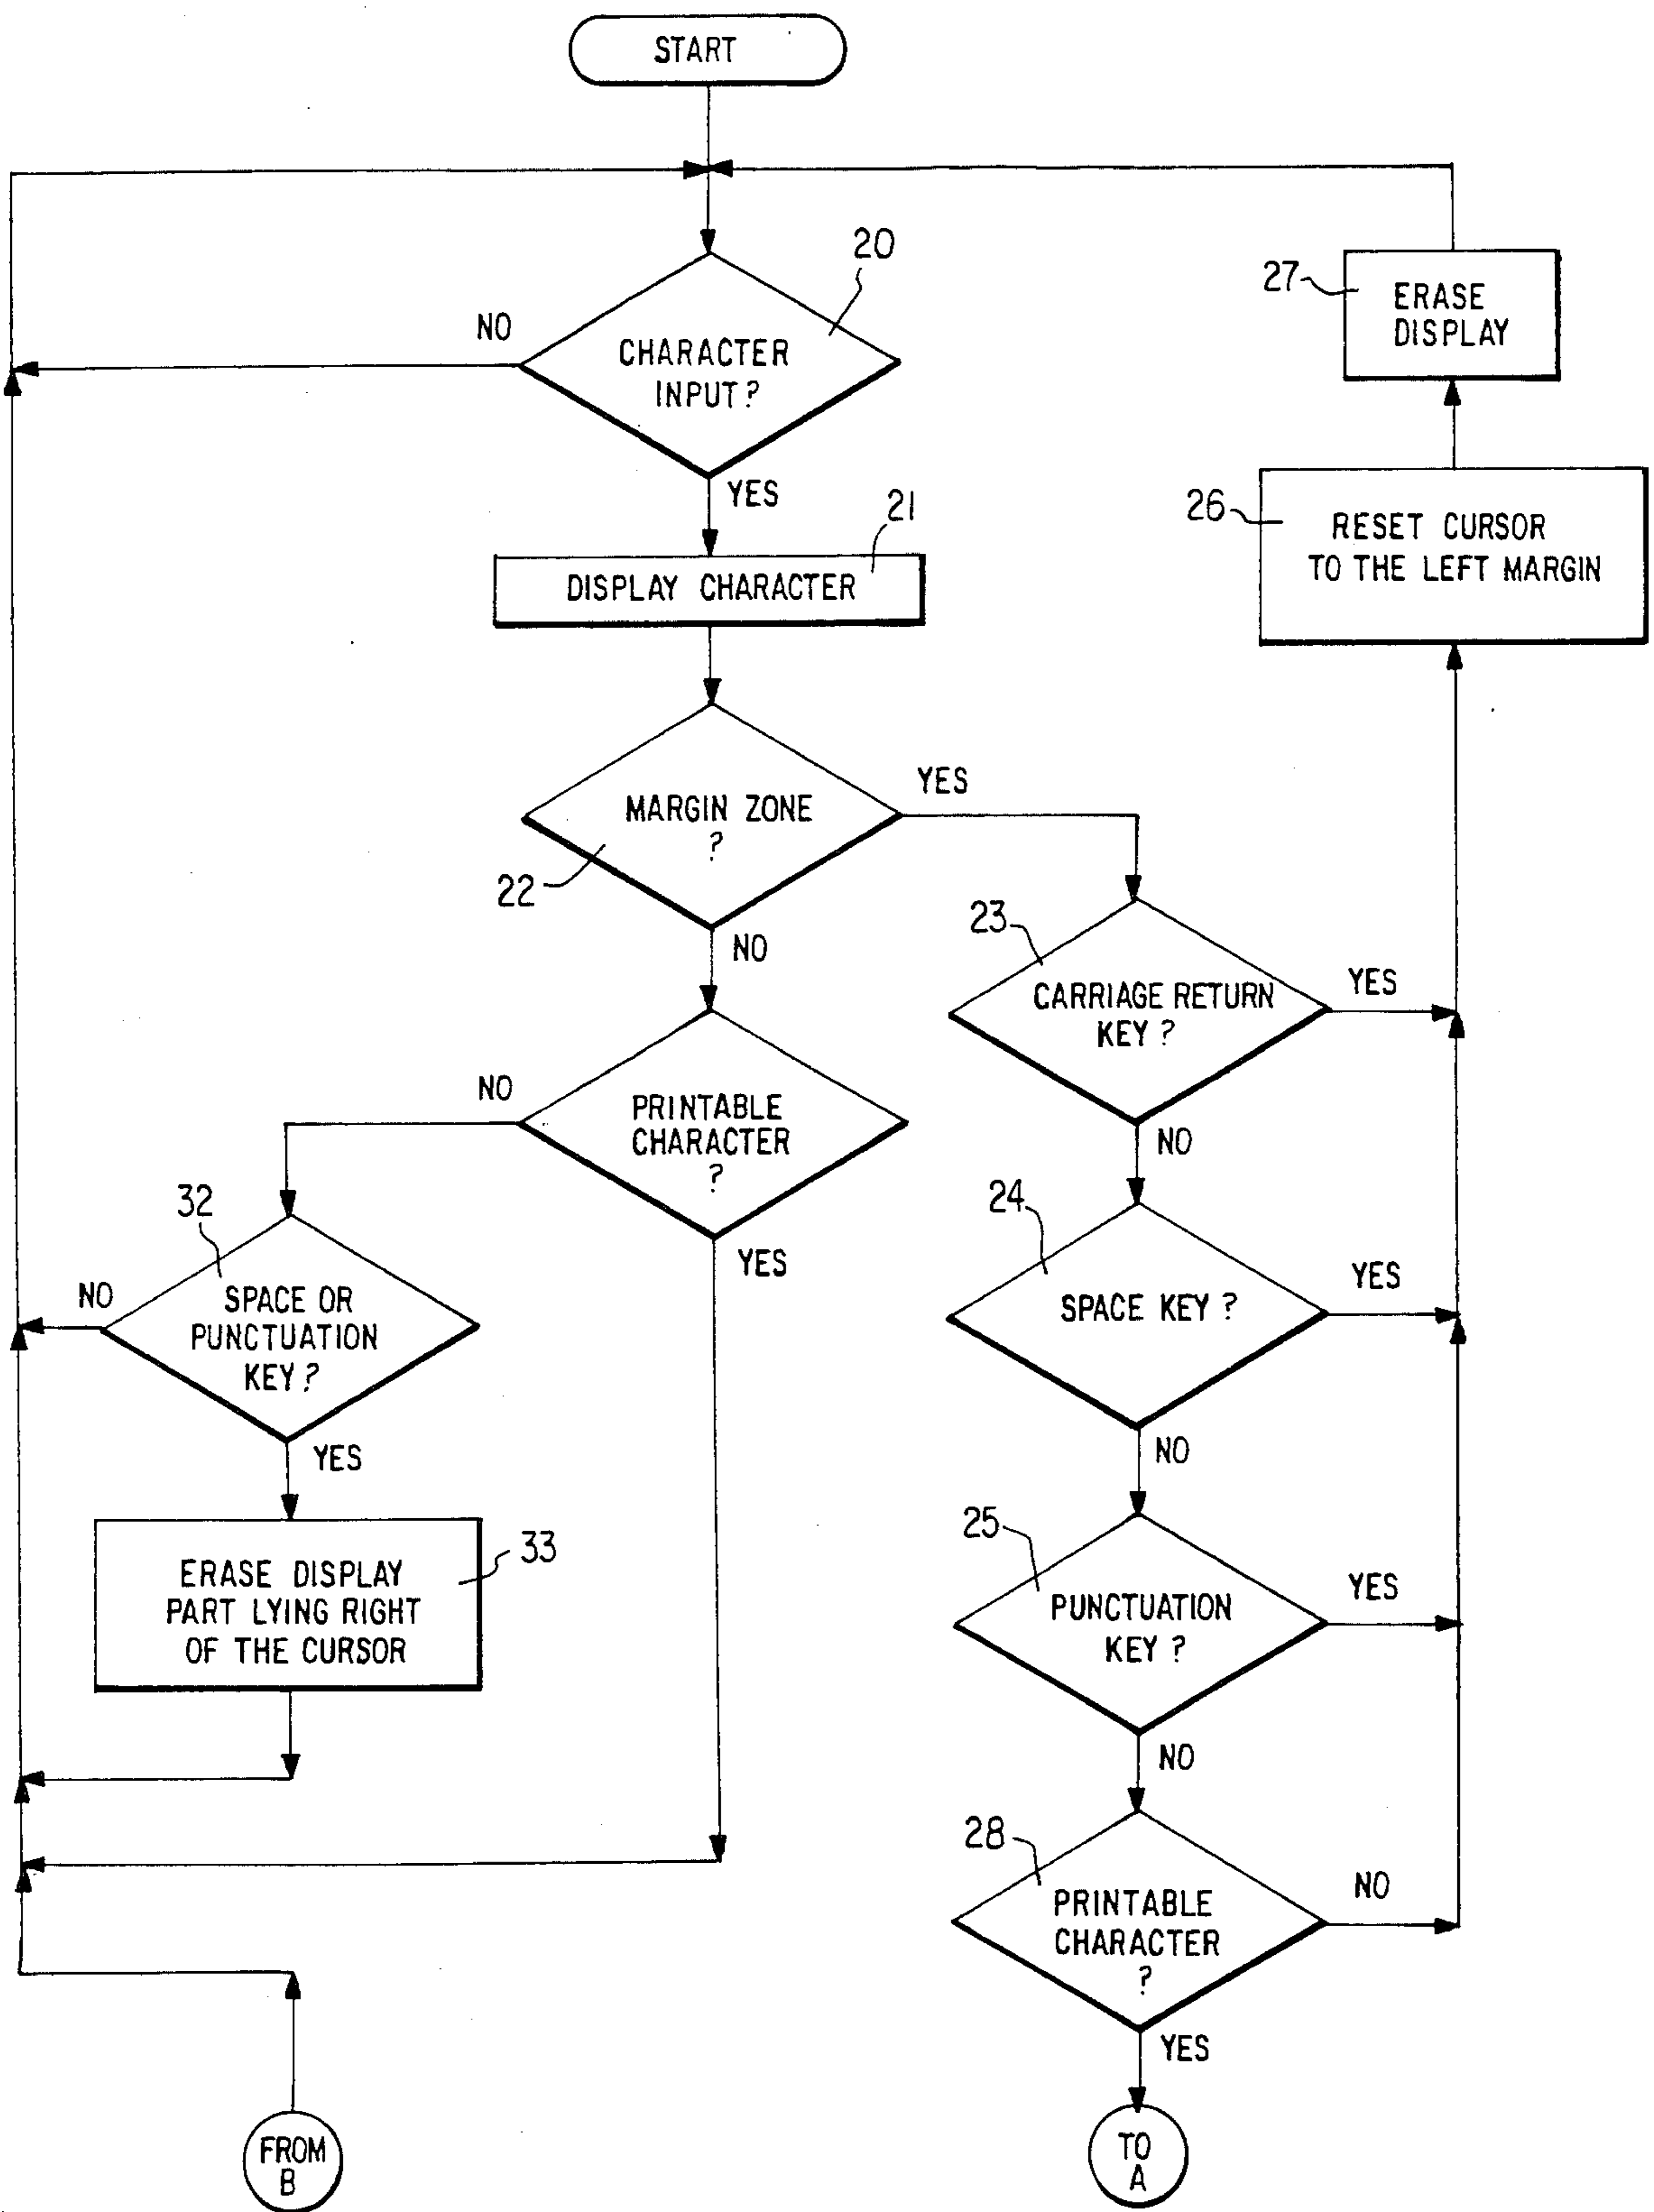 START
20
NO
CHARACTER
INPUT?
YES
27
ERASE
DISPLAY
21
DISPLAY CHARACTER
26
RESET CURSOR
TO THE LEFT MARGIN
YES
MARGIN ZONE
?
22
NO
23
CARRIAGE RETURN
KEY?
YES
NO
NO
PRINTABLE
CHARACTER
?
YES
32
SPACE OR
PUNCTUATION
KEY?
NO
YES
24
SPACE KEY?
YES
NO
33
ERASE DISPLAY
PART LYING RIGHT
OF THE CURSOR
25
PUNCTUATION
KEY?
YES
NO
28
PRINTABLE
CHARACTER
?
NO
YES
FROM
B
TO
A